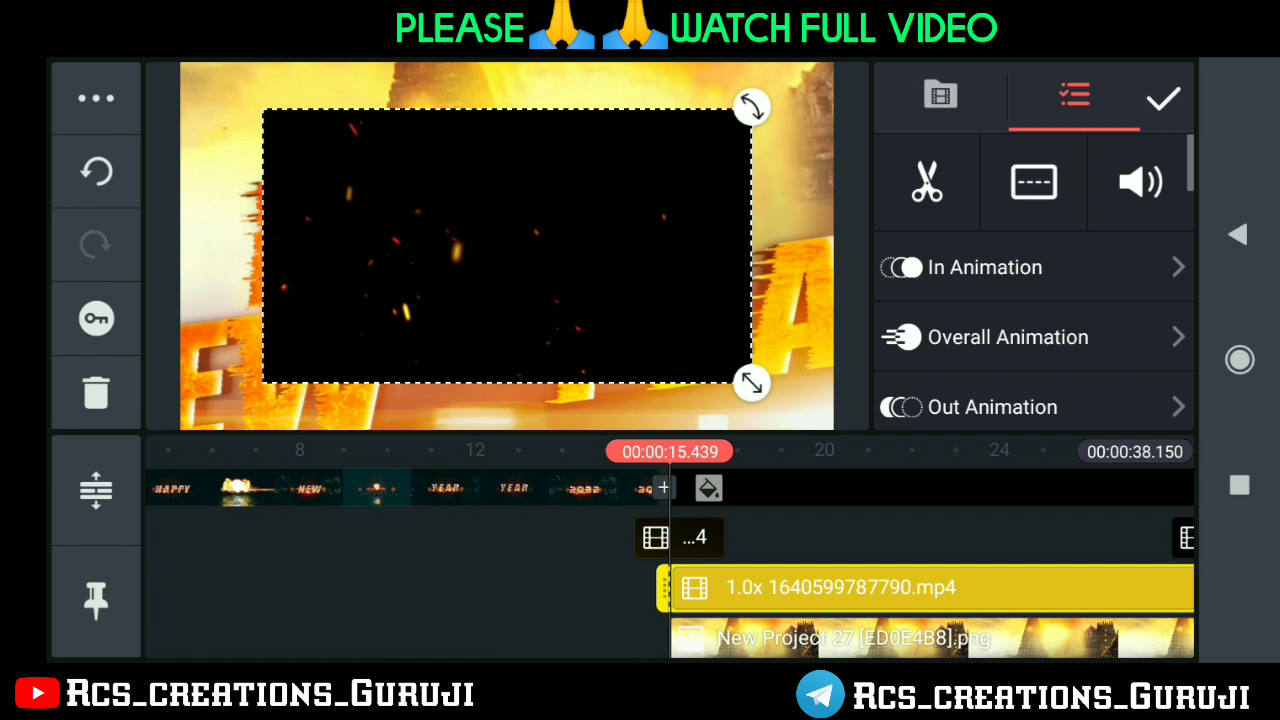 PLEASE🙏 🙏WATCH FULL VIDEO
In Animation
Overall Animation
Out Animation
8
12
00:00:15.439
20
24
00:00:38.150
HAPPY
NEW
YEAR
YEAR
2022
...4
1.0x 1640599787790.mp4
New Project 27 [ED0E4B8].png
Rcs_creations_Guruji
Rcs_creations_Guruji